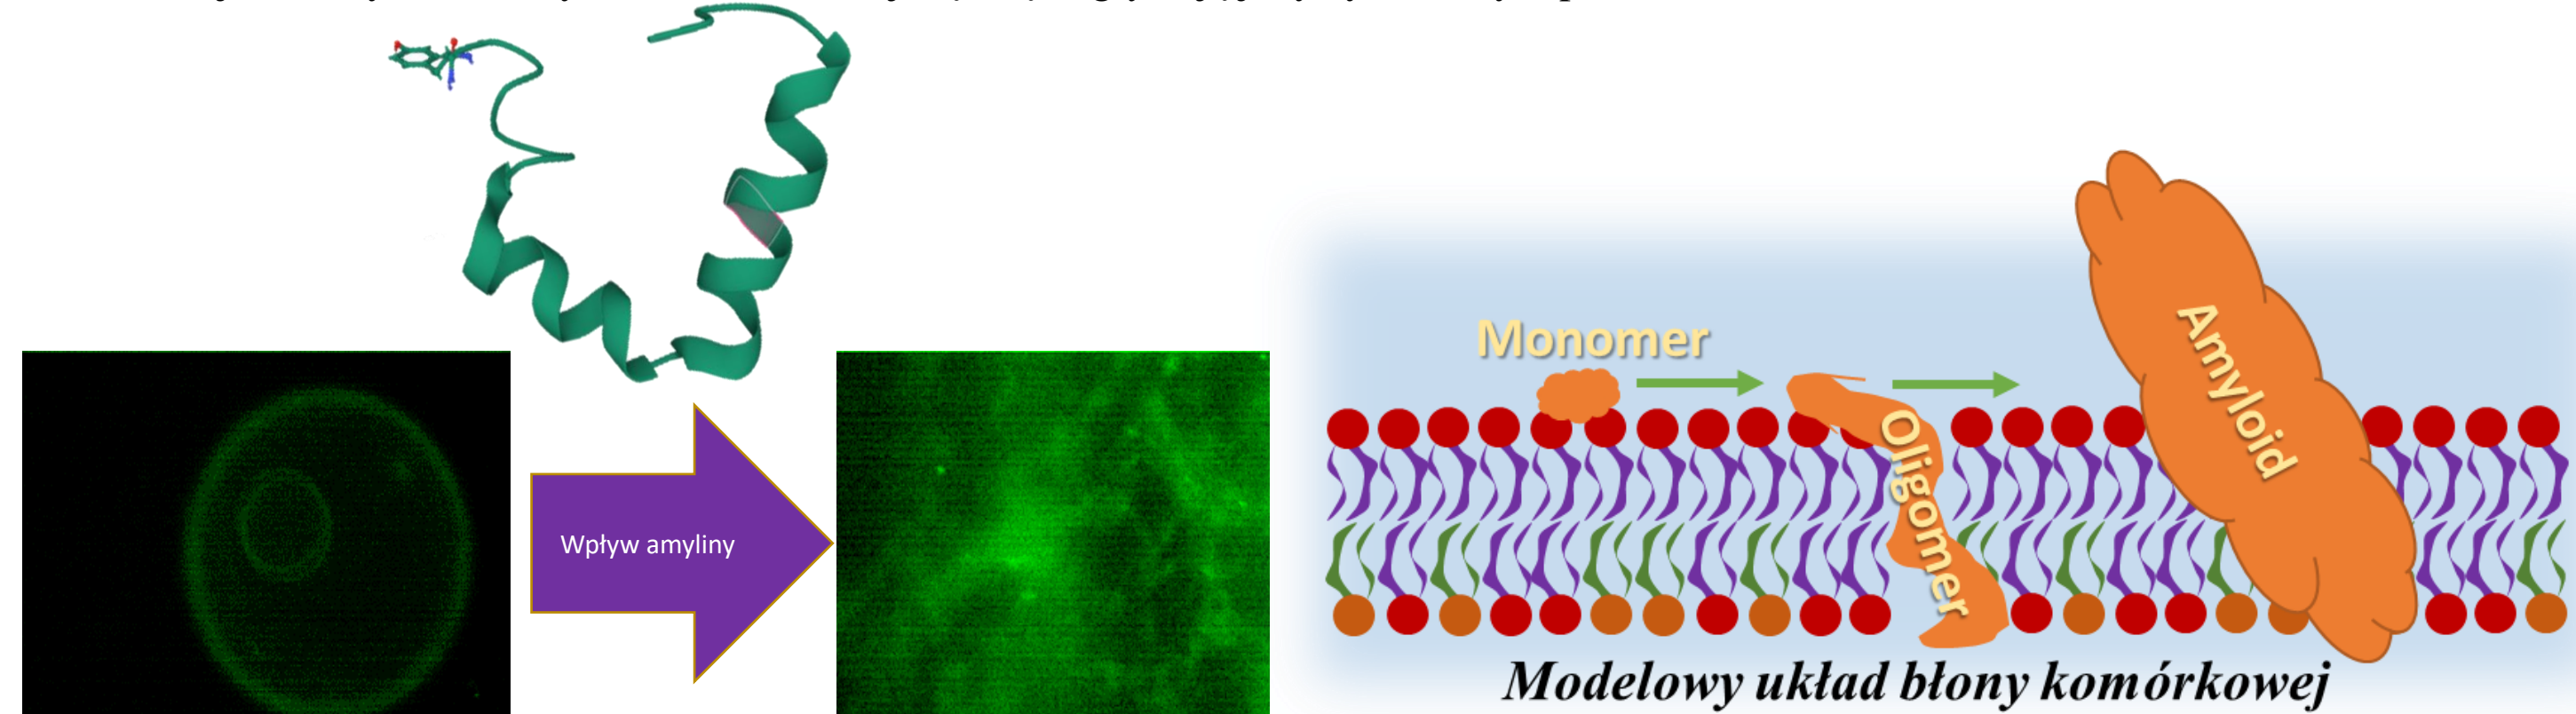 Wpływ amyliny
Monomer
Oligomer
Amyloid
Modelowy układ błony komórkowej